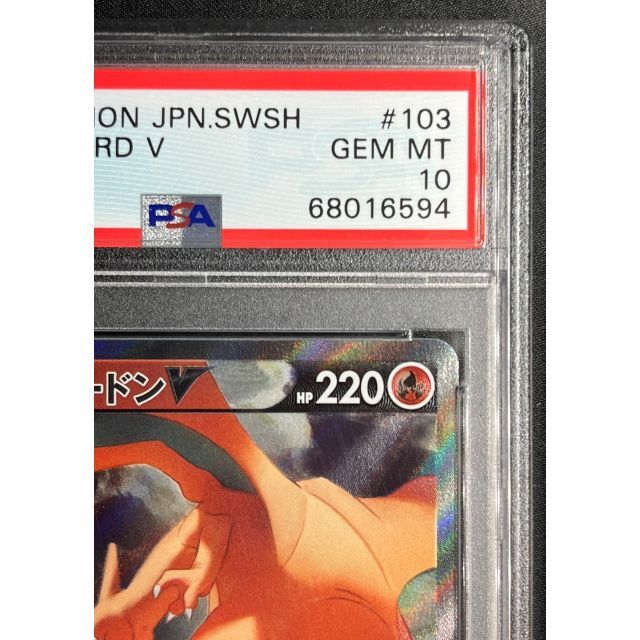 ION JPN.SWSH #103
RD V GEM MT
10
PSA 68016594
ードンV HP220